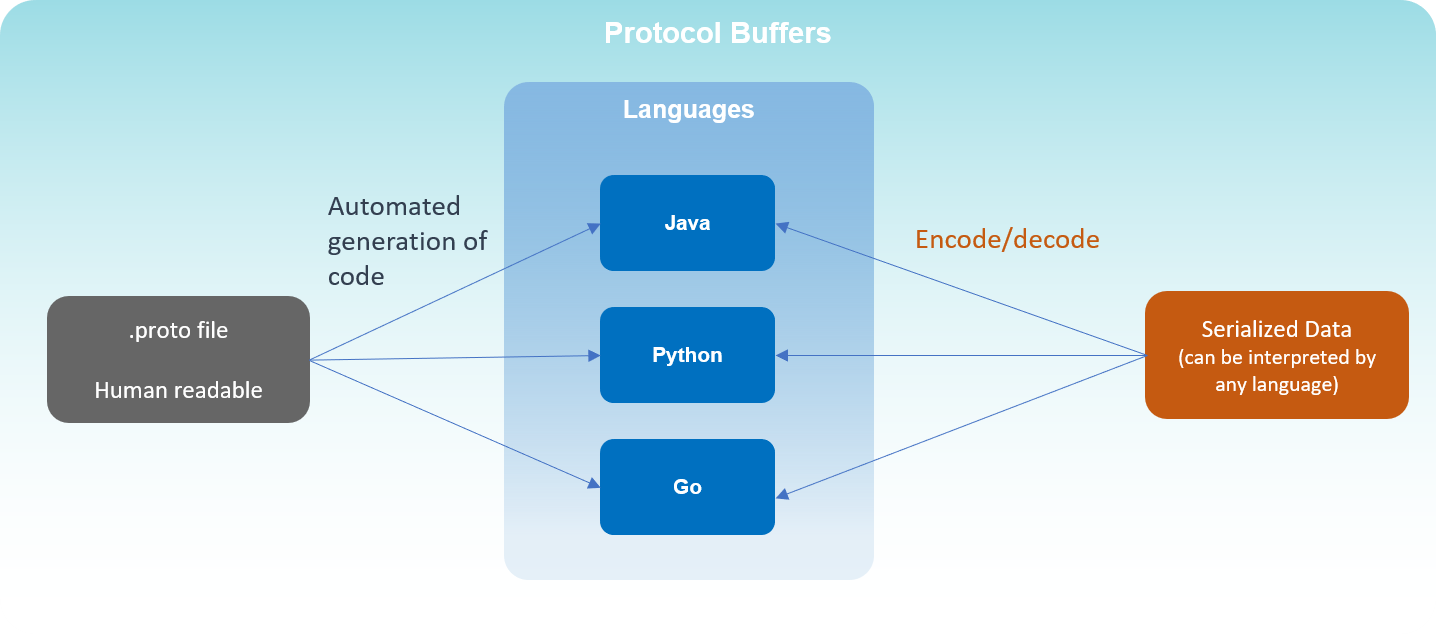 Protocol Buffers
Languages
Automated
generation of
code
Java
Encode/decode
.proto file
Human readable
Python
Serialized Data
(can be interpreted by
any language)
Go